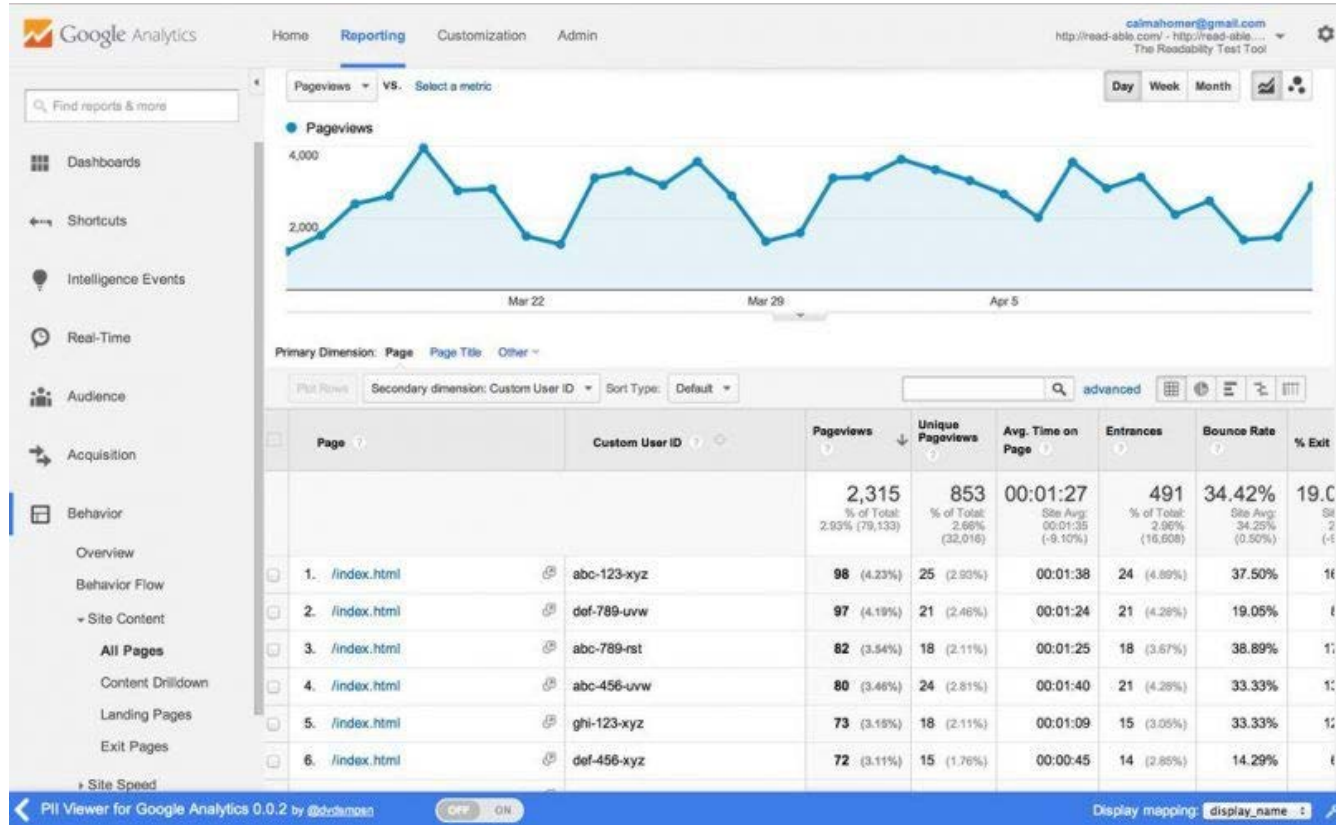 Google Analytics
Home Reporting Customization Admin
calmahomer@gmail.com
http://read-able.com/ - http://read-able....
The Readability Test Tool
Find reports & more
Dashboards
Shortcuts
Intelligence Events
Real-Time
Audience
Acquisition
Behavior
Overview
Behavior Flow
Site Content
All Pages
Content Drilldown
Landing Pages
Exit Pages
Site Speed
Pageviews VS. Select a metric
Day Week Month
Pageviews
4,000
2,000
Mar 22 Mar 29 Apr 5
Primary Dimension: Page Page Title Other
Plot Rows Secondary dimension: Custom User ID Sort Type: Default advanced
Page Custom User ID Pageviews Unique Pageviews Avg. Time on Page Entrances Bounce Rate % Exit
2,315 853 00:01:27 491 34.42% 19.0
% of Total: 2.93% (79,133) % of Total: 2.66% (32,016) Site Avg: 00:01:35 (-9.10%) % of Total: 2.96% (16,608) Site Avg: 34.25% (0.50%)
1. /index.html abc-123-xyz 98 (4.23%) 25 (2.93%) 00:01:38 24 (4.89%) 37.50%
2. /index.html def-789-uvw 97 (4.19%) 21 (2.46%) 00:01:24 21 (4.28%) 19.05%
3. /index.html abc-789-rst 82 (3.54%) 18 (2.11%) 00:01:25 18 (3.67%) 38.89%
4. /index.html abc-456-uvw 80 (3.46%) 24 (2.81%) 00:01:40 21 (4.28%) 33.33%
5. /index.html ghi-123-xyz 73 (3.15%) 18 (2.11%) 00:01:09 15 (3.05%) 33.33%
6. /index.html def-456-xyz 72 (3.11%) 15 (1.76%) 00:00:45 14 (2.85%) 14.29%
PII Viewer for Google Analytics 0.0.2 by @dvdsmpsn OFF ON Display mapping: display_name